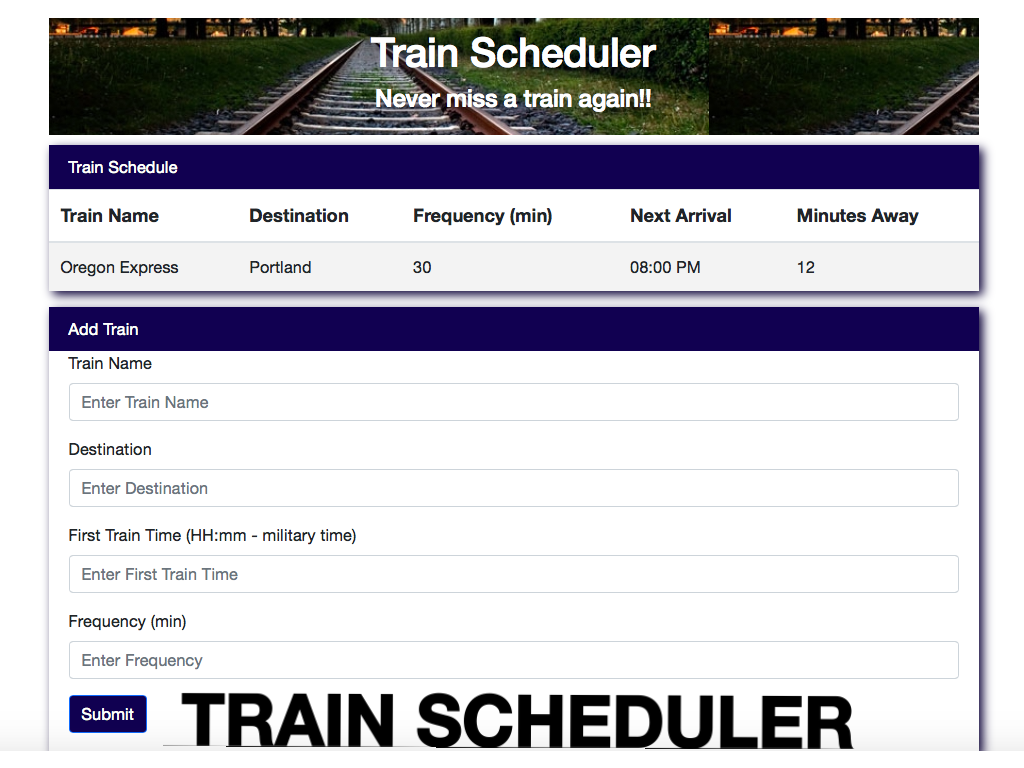 Train Scheduler
Never miss a train again!!
Train Schedule
Train Name Destination Frequency (min) Next Arrival Minutes Away
Oregon Express Portland 30 08:00 PM 12
Add Train
Train Name
Enter Train Name
Destination
Enter Destination
First Train Time (HH:mm - military time)
Enter First Train Time
Frequency (min)
Enter Frequency
Submit TRAIN SCHEDULER